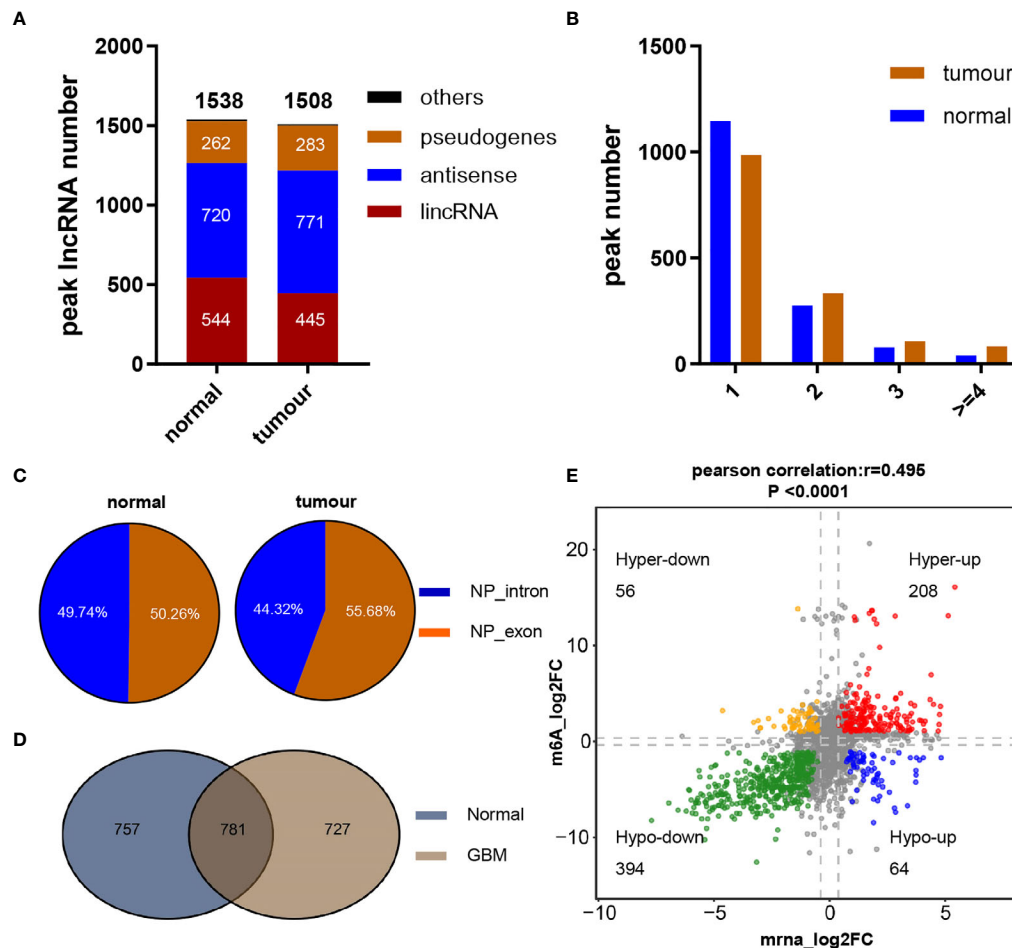 A
2000
1500
1000
500
0
peak lncRNA number
1538
1508
262
283
720
771
544
445
normal
tumour
others
pseudogenes
antisense
lincRNA
B
1500
1000
500
0
peak number
1
2
3
>=4
tumour
normal
C
normal
tumour
49.74%
50.26%
44.32%
55.68%
NP_intron
NP_exon
D
757
781
727
Normal
GBM
E
pearson correlation:r=0.495
P <0.0001
Hyper-down
56
Hyper-up
208
Hypo-down
394
Hypo-up
64
20
10
0
−10
m6A_log2FC
−10
−5
0
5
mrna_log2FC